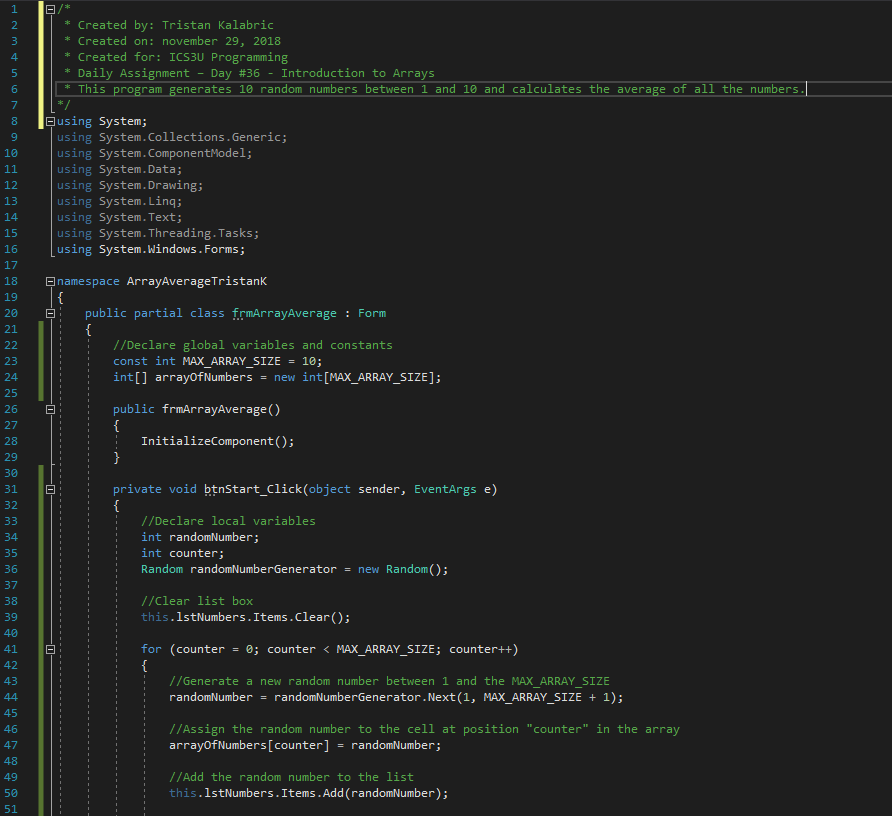 1 /*
2 * Created by: Tristan Kalabric
3 * Created on: november 29, 2018
4 * Created for: ICS3U Programming
5 * Daily Assignment – Day #36 - Introduction to Arrays
6 * This program generates 10 random numbers between 1 and 10 and calculates the average of all the numbers.
7 */
8 using System;
9 using System.Collections.Generic;
10 using System.ComponentModel;
11 using System.Data;
12 using System.Drawing;
13 using System.Linq;
14 using System.Text;
15 using System.Threading.Tasks;
16 using System.Windows.Forms;
17
18 namespace ArrayAverageTristanK
19 {
20 public partial class frmArrayAverage : Form
21 {
22 //Declare global variables and constants
23 const int MAX_ARRAY_SIZE = 10;
24 int[] arrayOfNumbers = new int[MAX_ARRAY_SIZE];
25
26 public frmArrayAverage()
27 {
28 InitializeComponent();
29 }
30
31 private void btnStart_Click(object sender, EventArgs e)
32 {
33 //Declare local variables
34 int randomNumber;
35 int counter;
36 Random randomNumberGenerator = new Random();
37
38 //Clear list box
39 this.lstNumbers.Items.Clear();
40
41 for (counter = 0; counter < MAX_ARRAY_SIZE; counter++)
42 {
43 //Generate a new random number between 1 and the MAX_ARRAY_SIZE
44 randomNumber = randomNumberGenerator.Next(1, MAX_ARRAY_SIZE + 1);
45
46 //Assign the random number to the cell at position "counter" in the array
47 arrayOfNumbers[counter] = randomNumber;
48
49 //Add the random number to the list
50 this.lstNumbers.Items.Add(randomNumber);
51